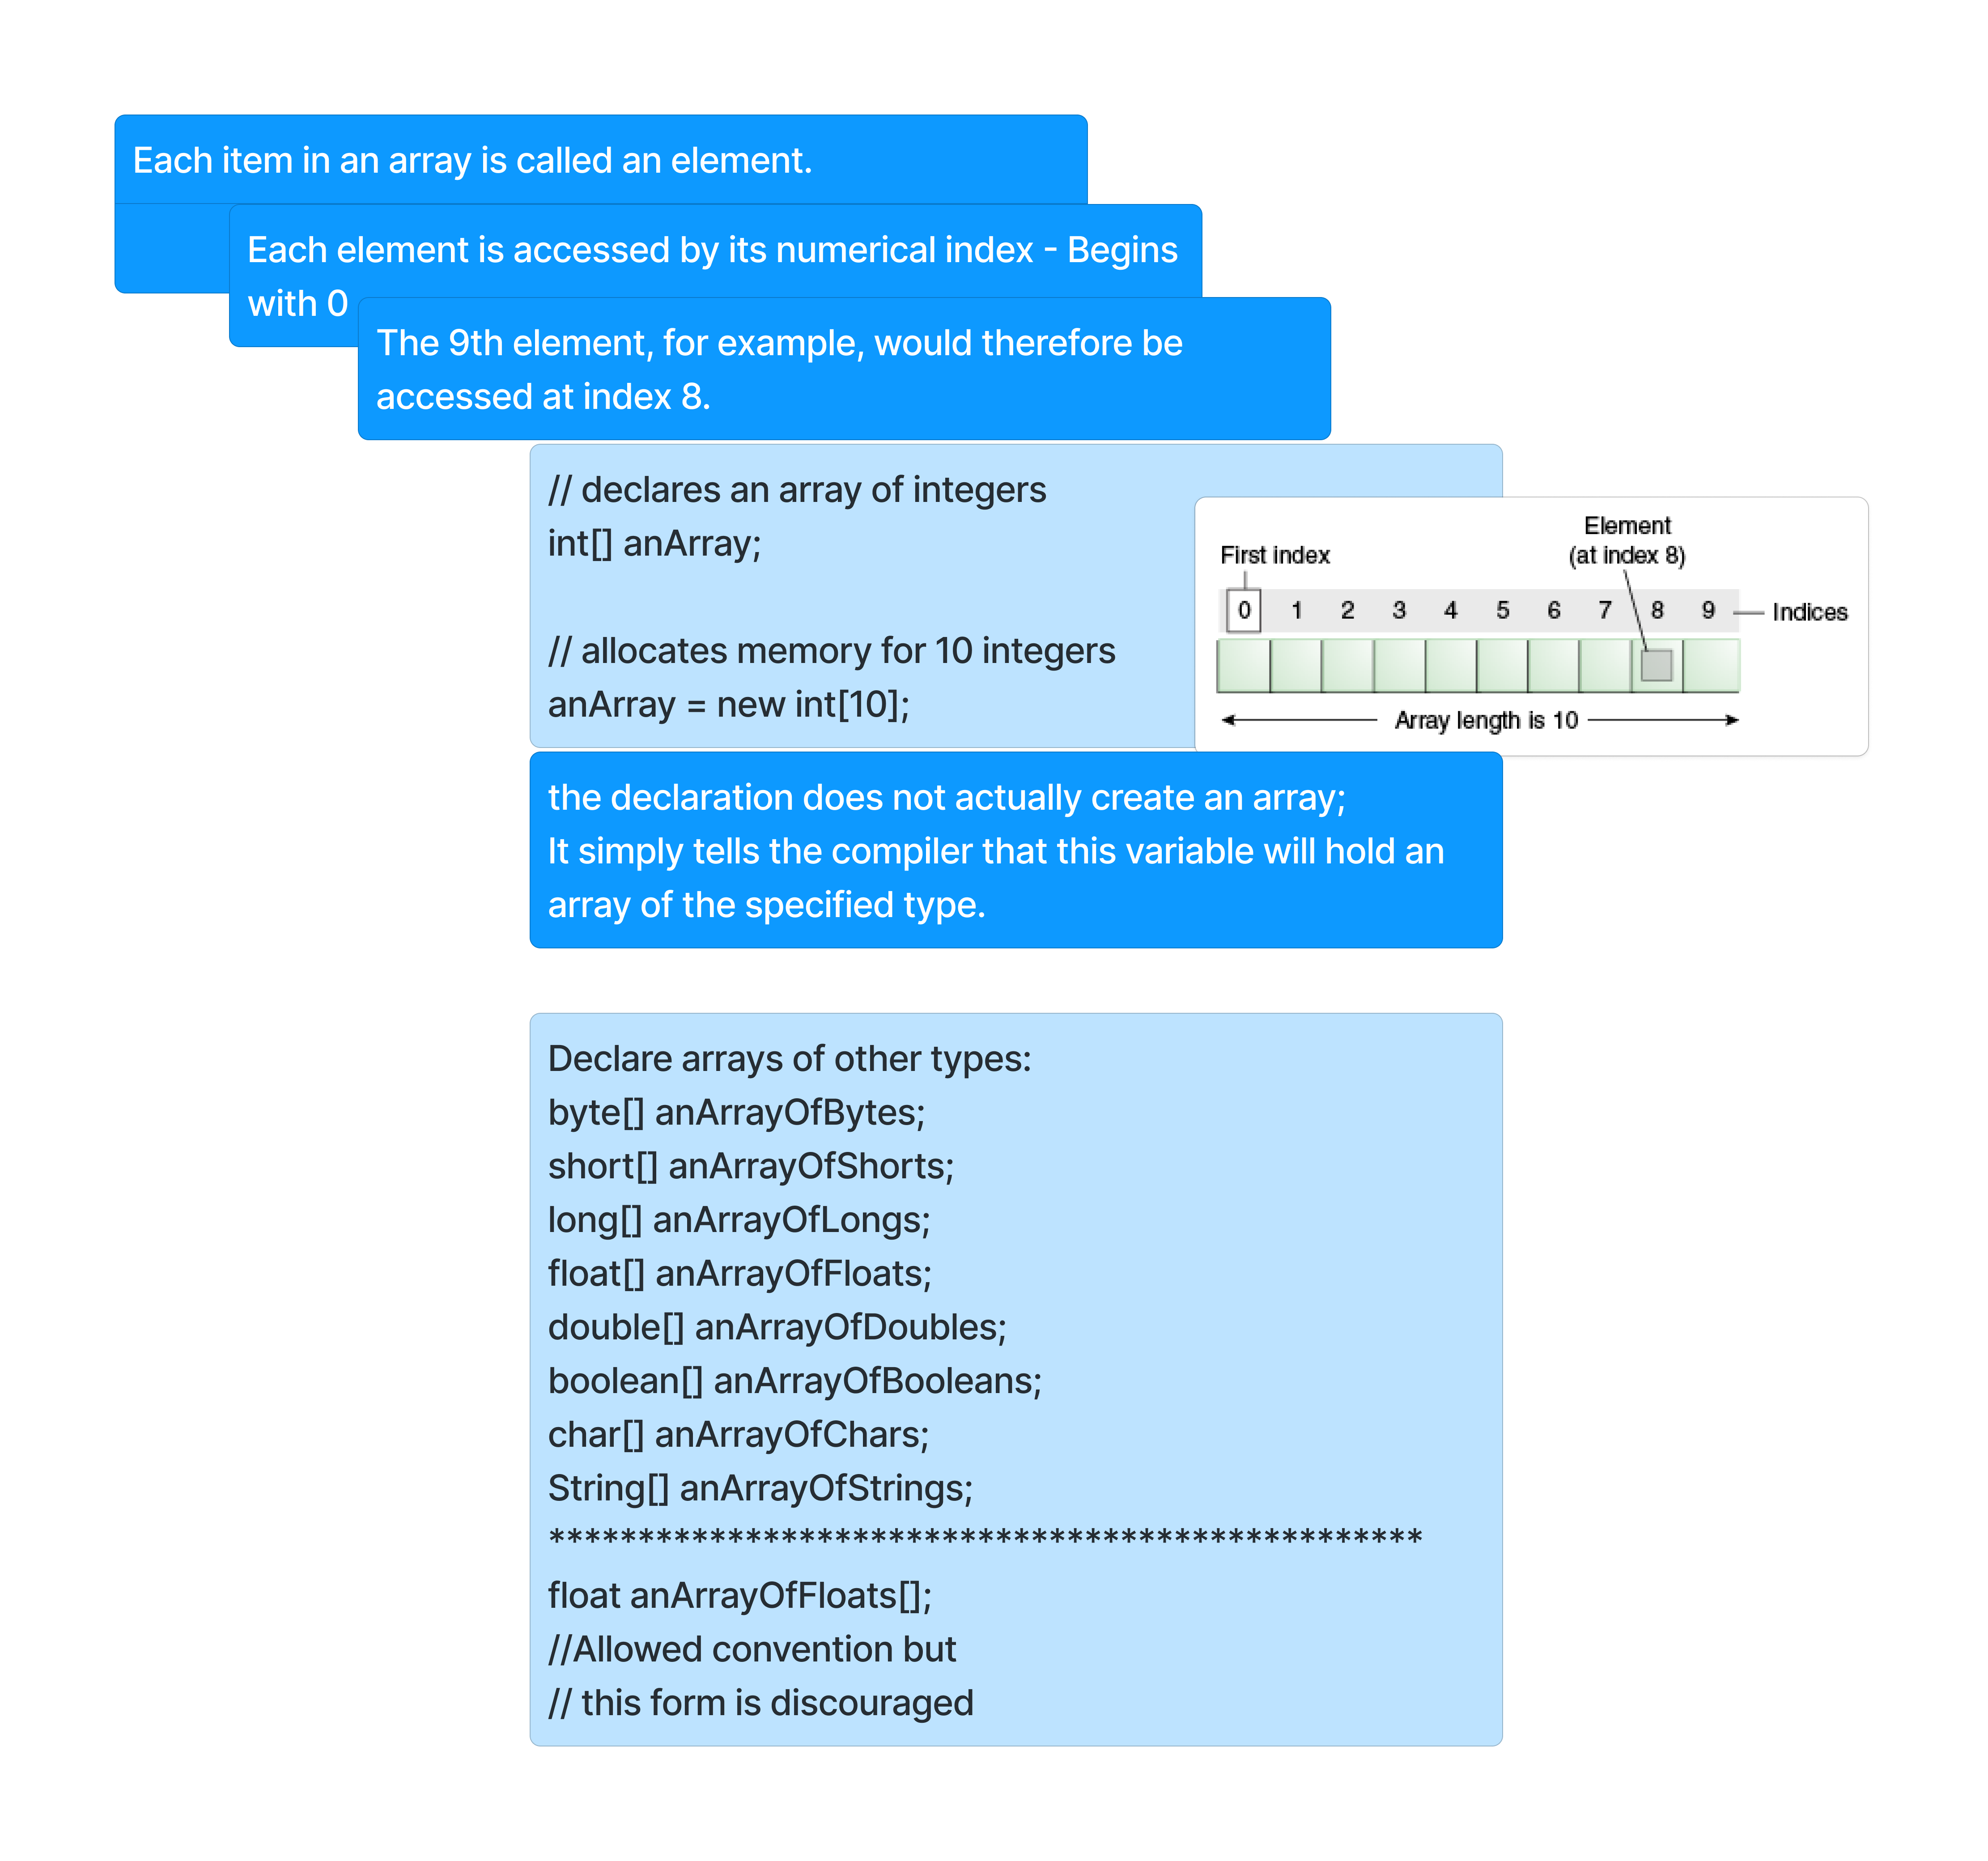 Each item in an array is called an element.
Each element is accessed by its numerical index - Begins
with 0
The 9th element, for example, would therefore be
accessed at index 8.
// declares an array of integers
int[] anArray;
// allocates memory for 10 integers
anArray = new int[10];
Element
(at index 8)
First index
0 1 2 3 4 5 6 7 8 9
Indices
Array length is 10
the declaration does not actually create an array;
It simply tells the compiler that this variable will hold an
array of the specified type.
Declare arrays of other types:
byte[] anArrayOfBytes;
short[] anArrayOfShorts;
long[] anArrayOfLongs;
float[] anArrayOfFloats;
double[] anArrayOfDoubles;
boolean[] anArrayOfBooleans;
char[] anArrayOfChars;
String[] anArrayOfStrings;
*************************************************
float anArrayOfFloats[];
//Allowed convention but
// this form is discouraged